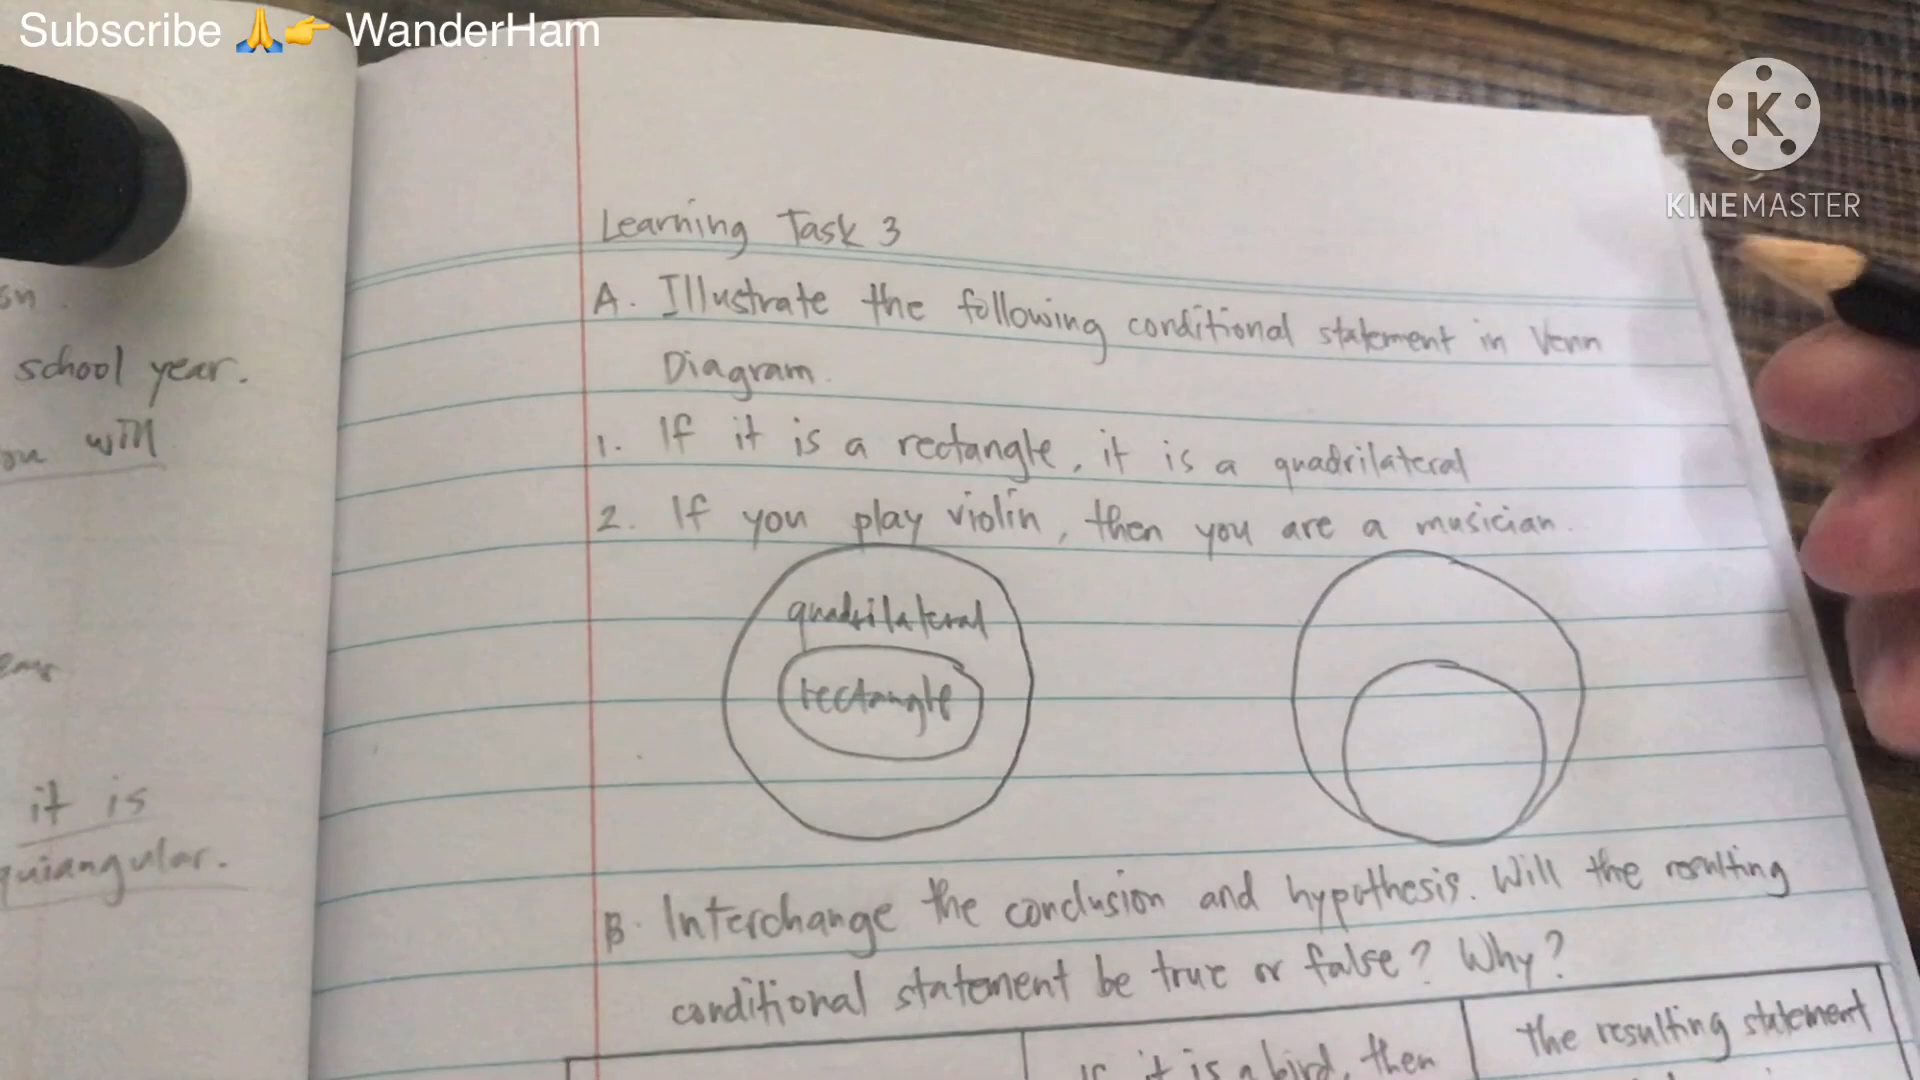 Subscribe 🙏👉 WanderHam
KINEMASTER
school year.
will
it is
quiangular.
Learning Task 3
A. Illustrate the following conditional statement in Venn
Diagram.
1. If it is a rectangle, it is a quadrilateral
2. If you play violin, then you are a musician.
quadrilateral
rectangle
B. Interchange the conclusion and hypothesis. Will the resulting
conditional statement be true or false? Why?
If it is a bird, then
The resulting statement